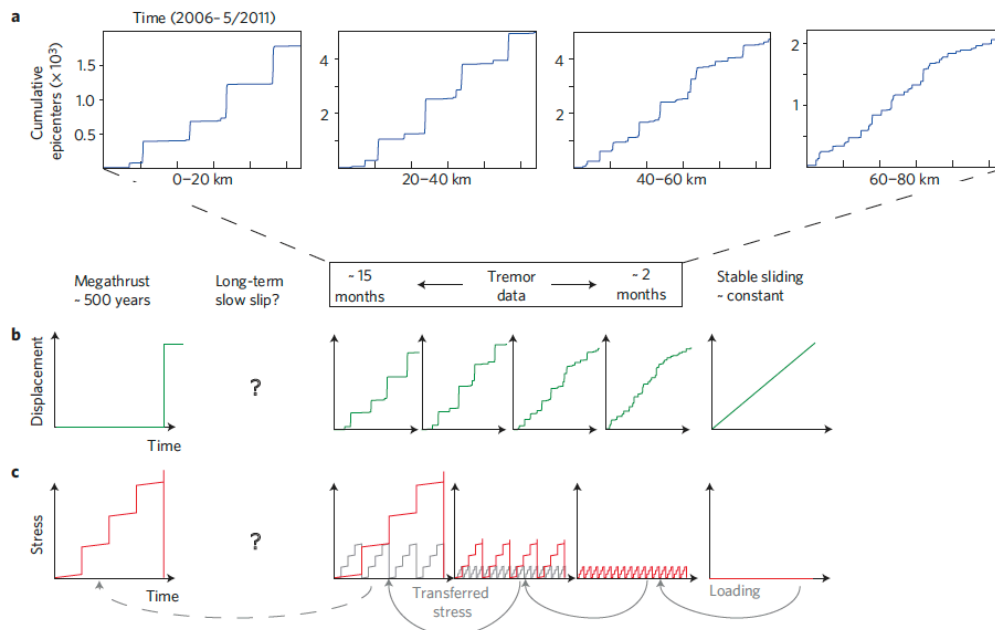 a
Time (2006–5/2011)
Cumulative
epicenters (× 10³)
1.5
1.0
0.5
4
2
4
2
2
1
0–20 km
20–40 km
40–60 km
60–80 km
Megathrust
~ 500 years
Long-term
slow slip?
~ 15
months
Tremor
data
~ 2
months
Stable sliding
~ constant
b
Displacement
?
Time
c
Stress
?
Time
Transferred
stress
Loading